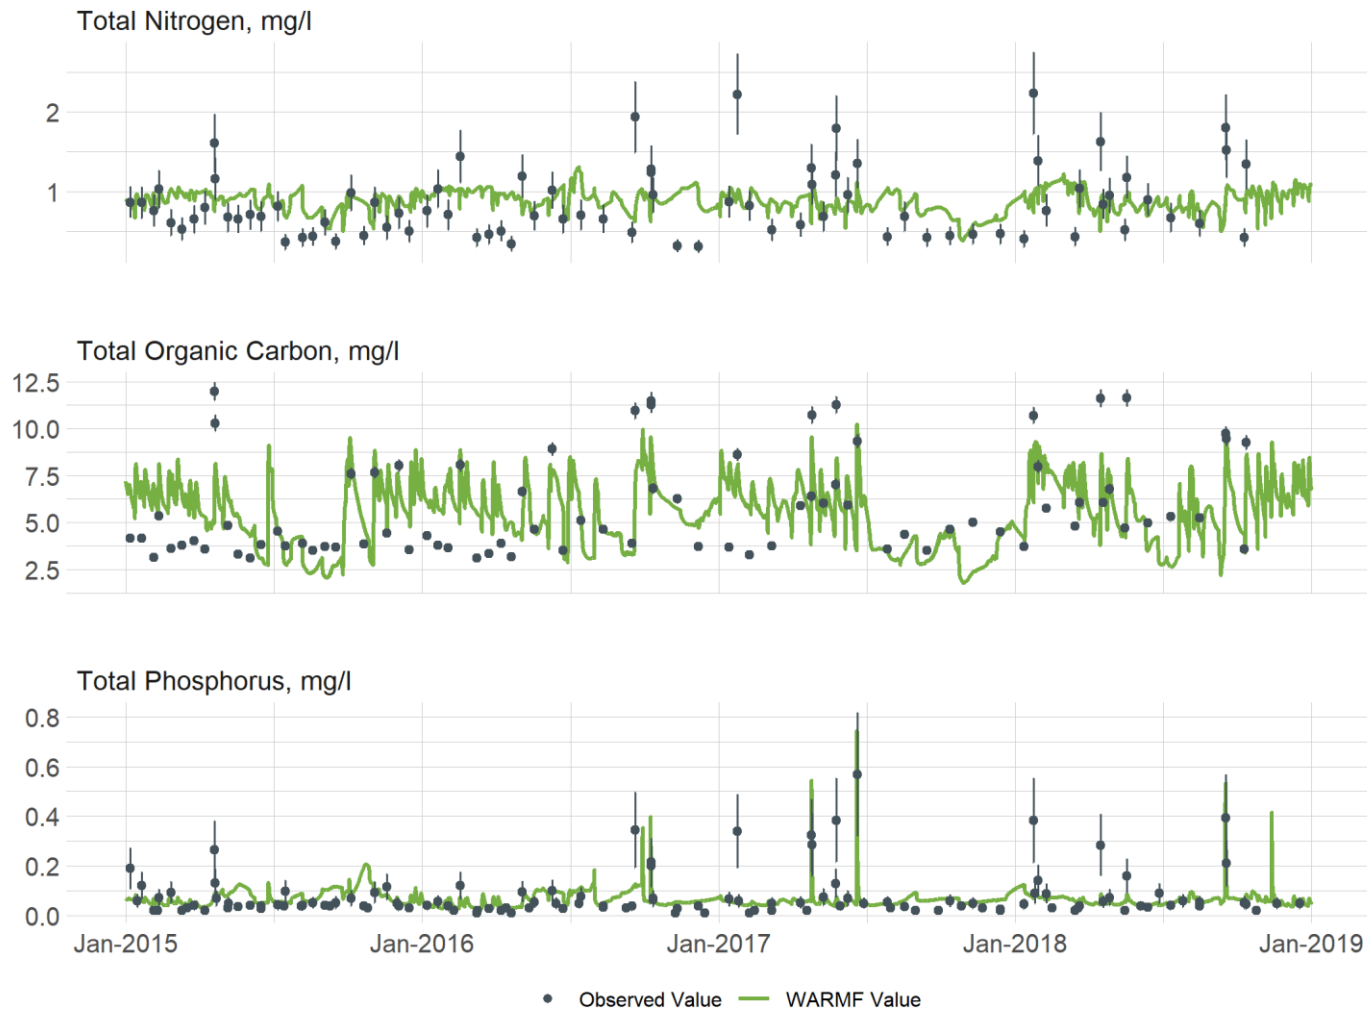 Total Nitrogen, mg/l
2
1
Total Organic Carbon, mg/l
12.5
10.0
7.5
5.0
2.5
Total Phosphorus, mg/l
0.8
0.6
0.4
0.2
0.0
Jan-2015 Jan-2016 Jan-2017 Jan-2018 Jan-2019
Observed Value WARMF Value